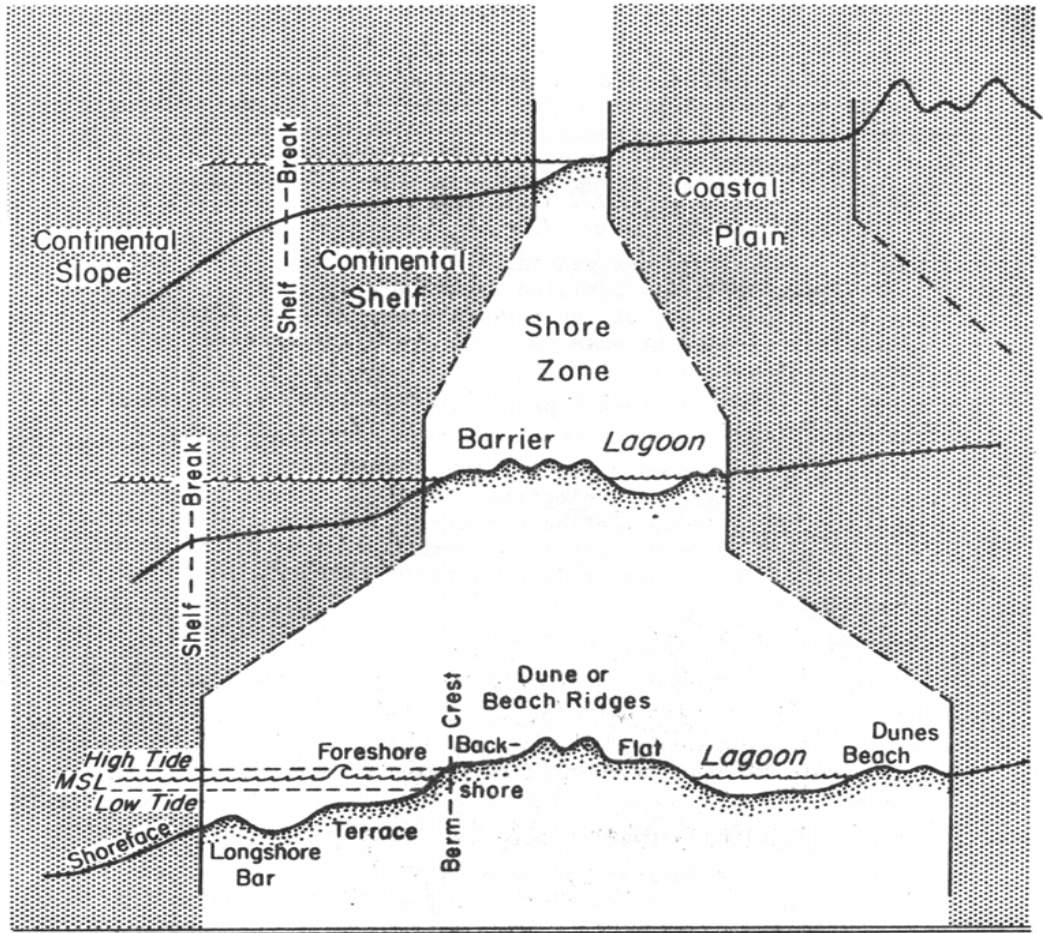 Continental
Slope
Shelf -- Break
Continental
Shelf
Coastal
Plain
Shore
Zone
Barrier
Lagoon
Shelf -- Break
Dune or
Beach Ridges
High Tide
MSL
Low Tide
Foreshore
Berm -- Crest
Back-
shore
Flat
Lagoon
Dunes
Beach
Shoreface
Terrace
Longshore
Bar